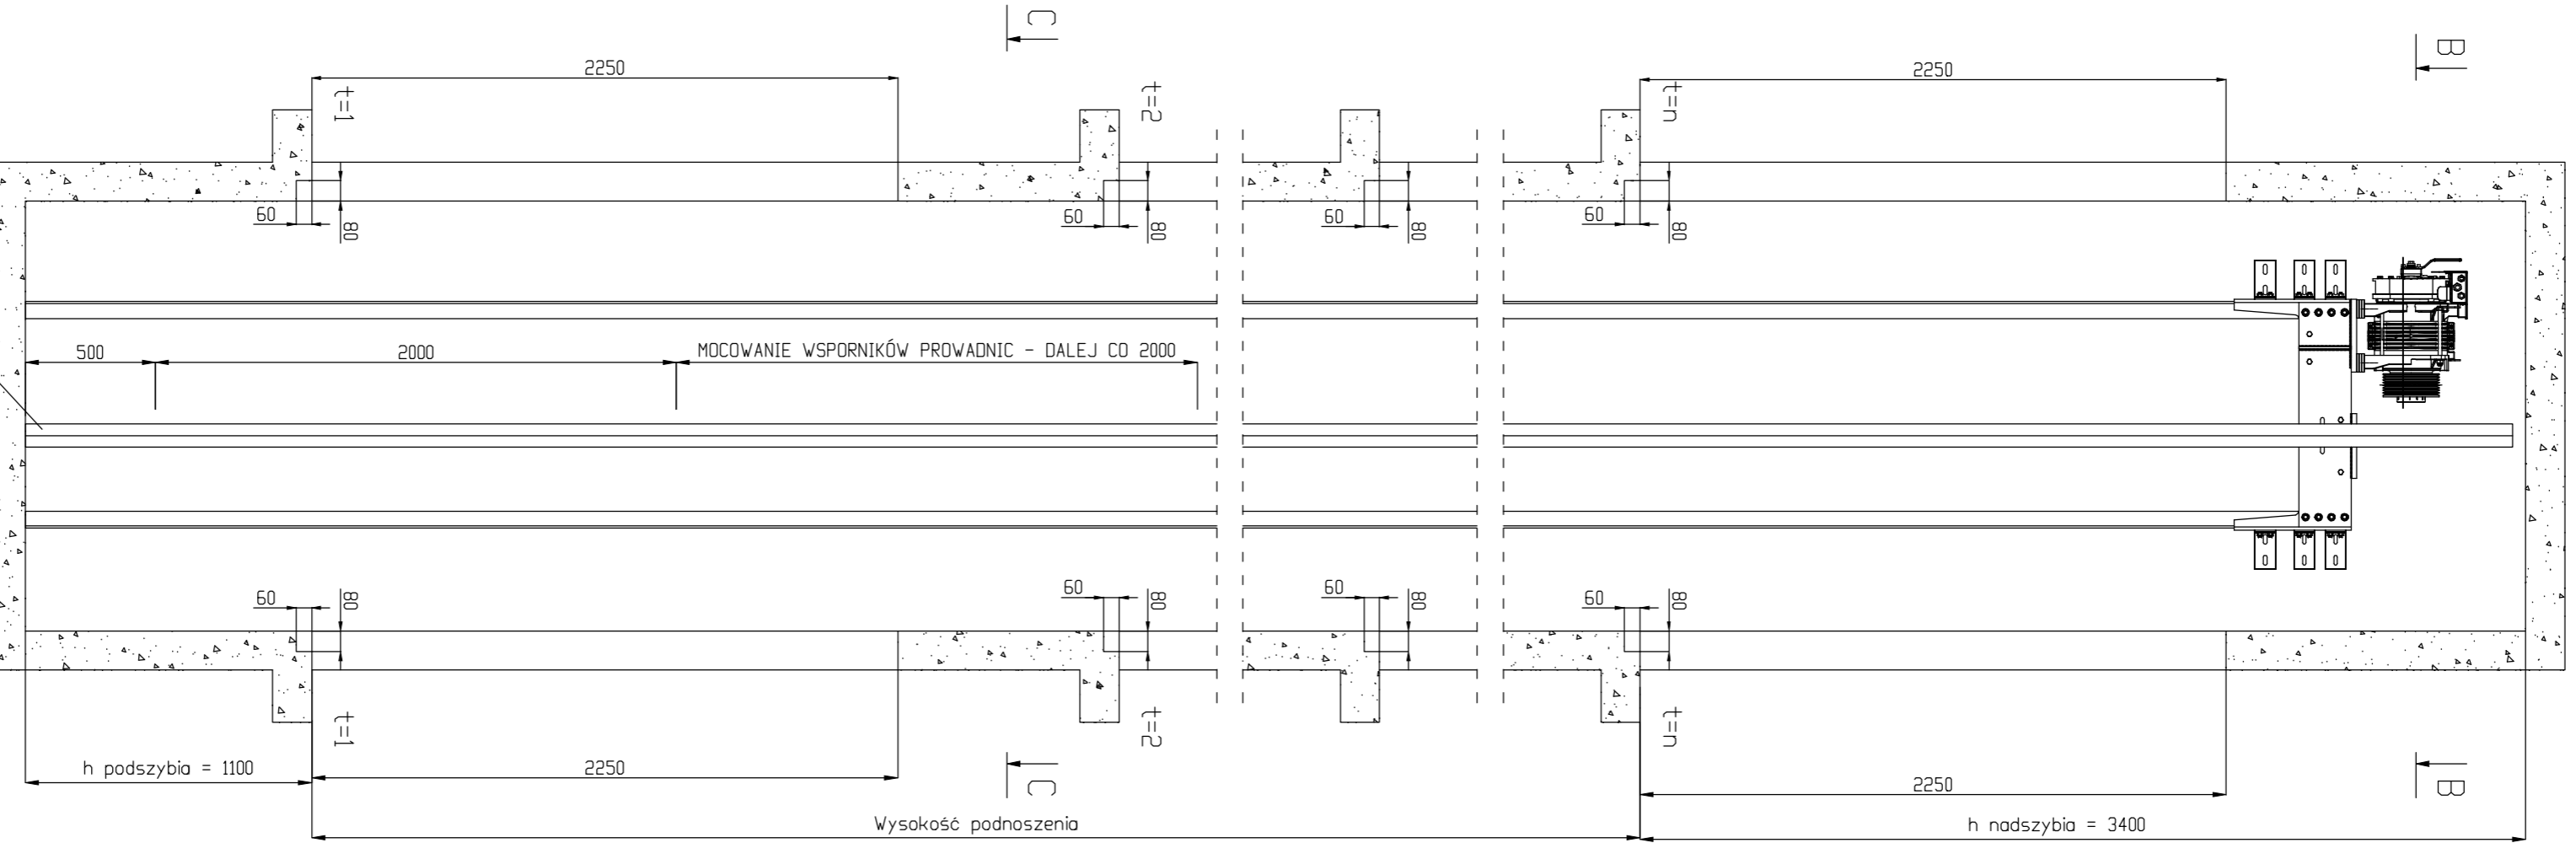 C
B
2250
2250
t=1
t=2
t=n
60
80
60
80
60
80
60
80
500
2000
MOCOWANIE WSPORNIKÓW PROWADNIC - DALEJ CO 2000
60
80
60
80
60
80
60
80
t=1
t=2
t=n
h podszybia = 1100
2250
C
2250
B
Wysokość podnoszenia
h nadszybia = 3400